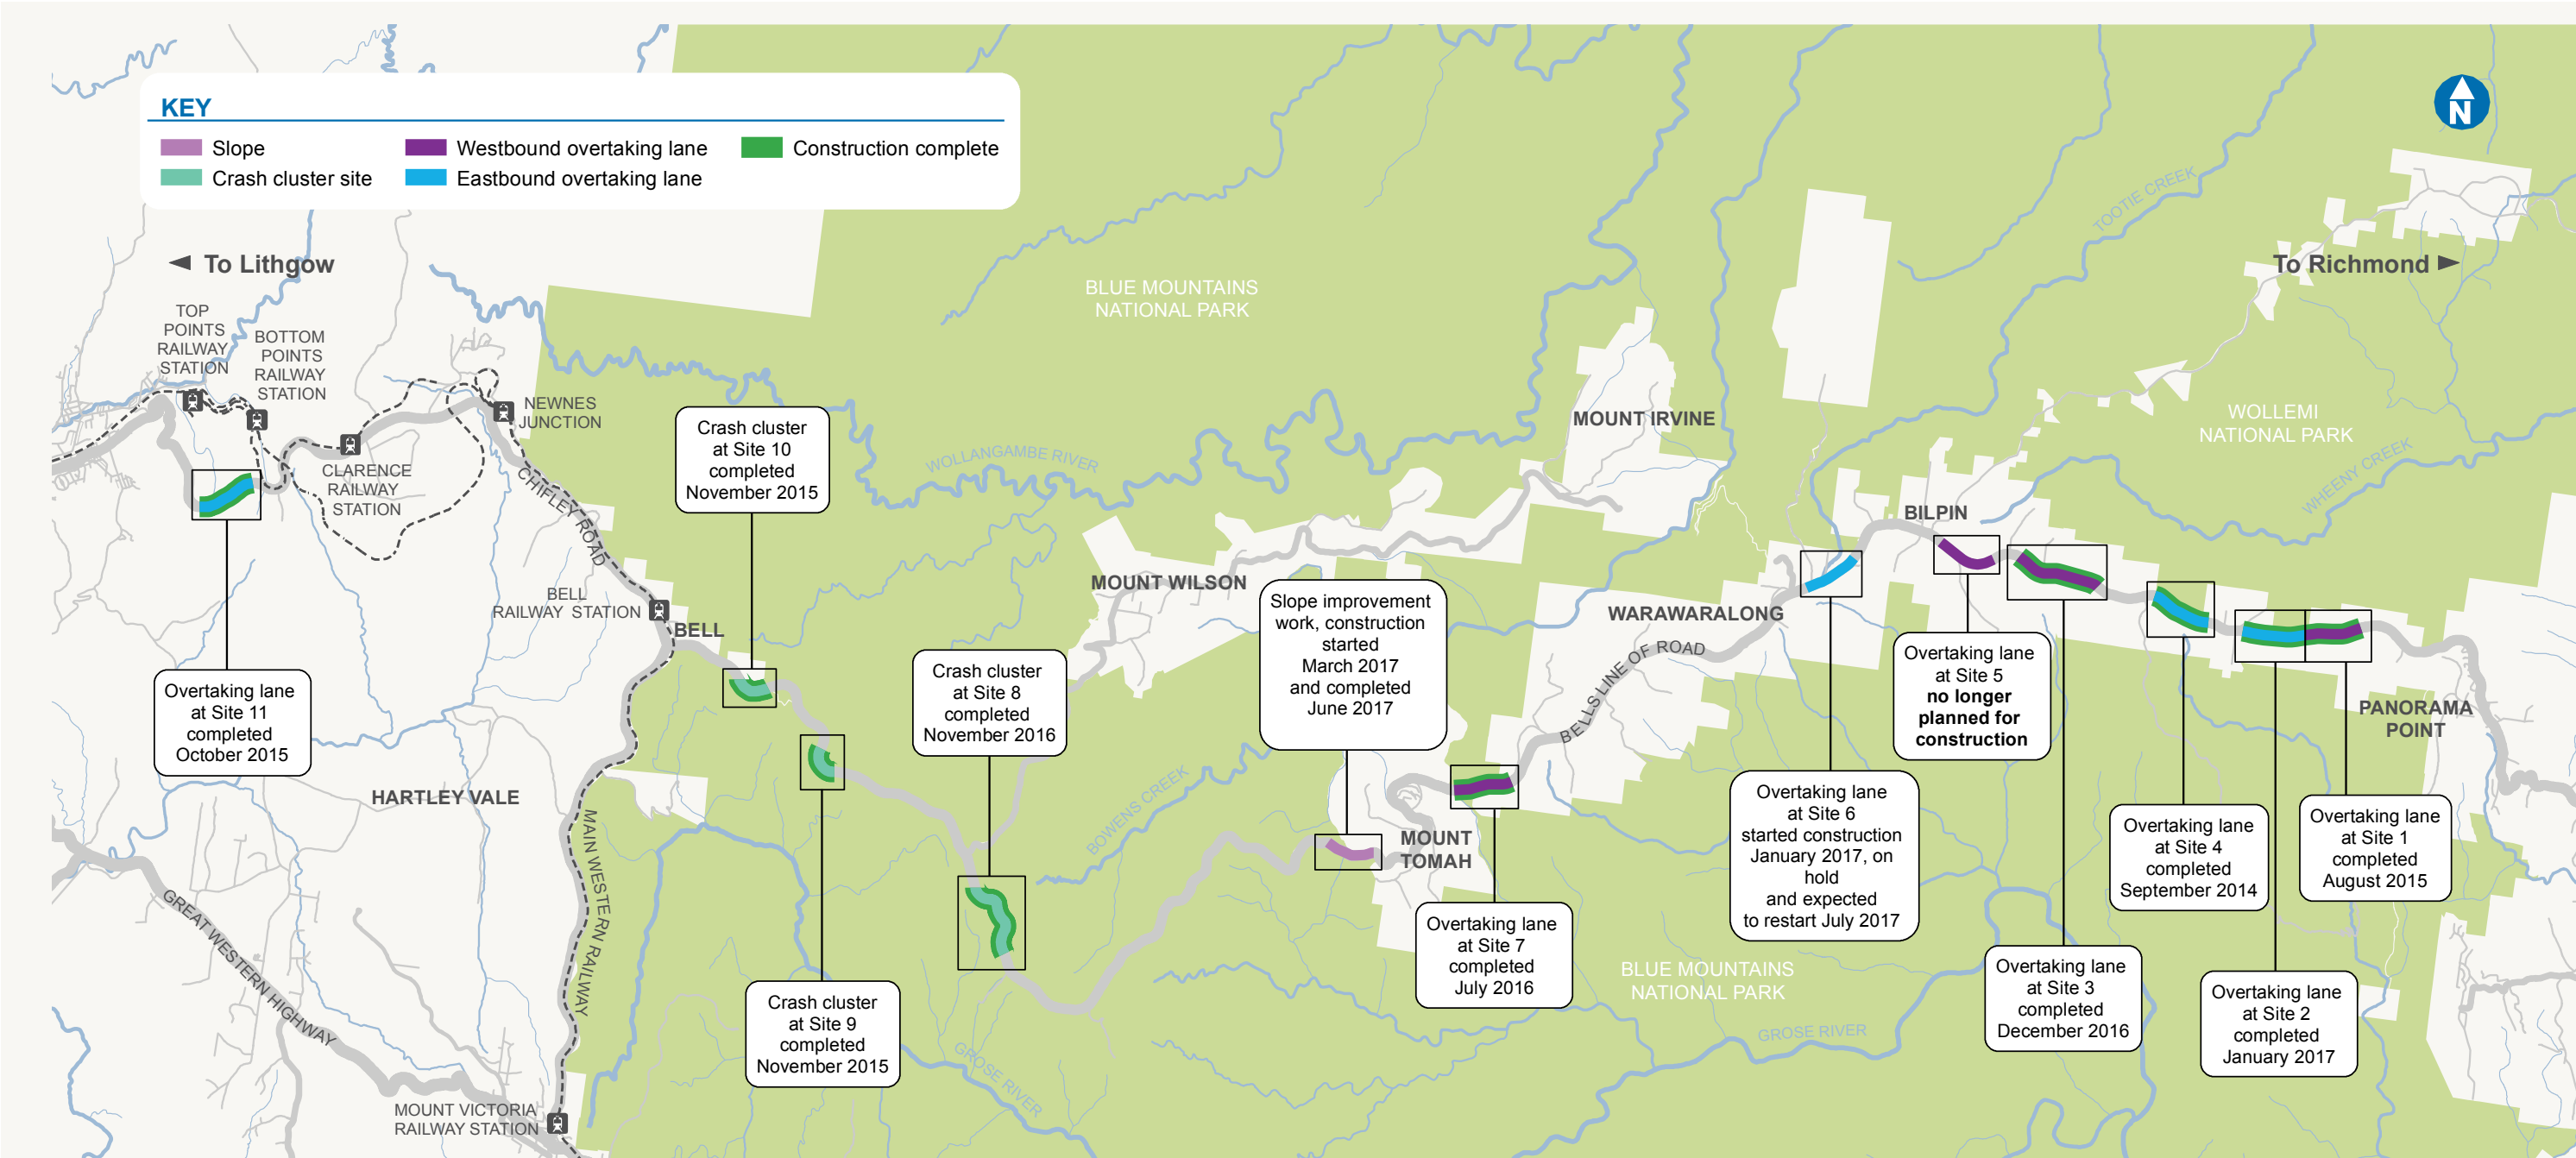 KEY
Slope
Crash cluster site
Westbound overtaking lane
Eastbound overtaking lane
Construction complete
N
To Lithgow
To Richmond
TOP
POINTS
RAILWAY
STATION
BOTTOM
POINTS
RAILWAY
STATION
NEWNES
JUNCTION
CLARENCE
RAILWAY
STATION
CHIFLEY ROAD
BELL
RAILWAY STATION
BELL
HARTLEY VALE
GREAT WESTERN HIGHWAY
MAIN WESTERN RAILWAY
MOUNT VICTORIA
RAILWAY STATION
BLUE MOUNTAINS
NATIONAL PARK
WOLLANGAMBE RIVER
MOUNT IRVINE
MOUNT WILSON
BOWENS CREEK
GROSE RIVER
MOUNT
TOMAH
BELLS LINE OF ROAD
WARAWARALONG
BILPIN
TOOTIE CREEK
WOLLEMI
NATIONAL PARK
WHEENY CREEK
PANORAMA
POINT
BLUE MOUNTAINS
NATIONAL PARK
GROSE RIVER
Overtaking lane
at Site 11
completed
October 2015
Crash cluster
at Site 10
completed
November 2015
Crash cluster
at Site 9
completed
November 2015
Crash cluster
at Site 8
completed
November 2016
Slope improvement
work, construction
started
March 2017
and completed
June 2017
Overtaking lane
at Site 7
completed
July 2016
Overtaking lane
at Site 6
started construction
January 2017, on
hold
and expected
to restart July 2017
Overtaking lane
at Site 5
no longer
planned for
construction
Overtaking lane
at Site 3
completed
December 2016
Overtaking lane
at Site 4
completed
September 2014
Overtaking lane
at Site 2
completed
January 2017
Overtaking lane
at Site 1
completed
August 2015